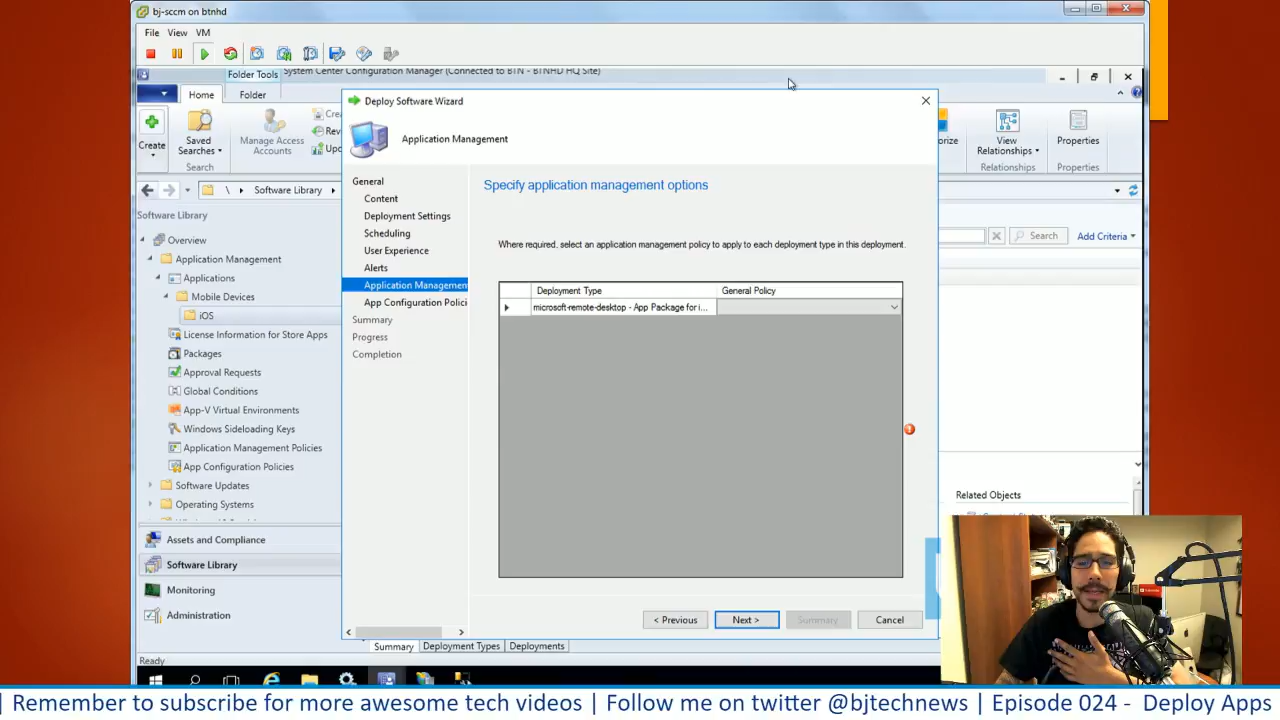 bj-sccm on btnhd
File View VM
Folder Tools System Center Configuration Manager (Connected to BTN - BTNHD HQ Site)
Home Folder
Create
Saved Searches
Search
Manage Access Accounts
View Relationships
Relationships
Properties
Properties
\ Software Library
Software Library
Overview
Application Management
Applications
Mobile Devices
iOS
License Information for Store Apps
Packages
Approval Requests
Global Conditions
App-V Virtual Environments
Windows Sideloading Keys
Application Management Policies
App Configuration Policies
Software Updates
Operating Systems
Assets and Compliance
Software Library
Monitoring
Administration
Ready
Deploy Software Wizard
Application Management
General
Content
Deployment Settings
Scheduling
User Experience
Alerts
Application Management
App Configuration Polici
Summary
Progress
Completion
Specify application management options
Where required, select an application management policy to apply to each deployment type in this deployment.
Deployment Type General Policy
microsoft-remote-desktop - App Package for i...
< Previous Next > Summary Cancel
Search Add Criteria
Related Objects
Summary Deployment Types Deployments
| Remember to subscribe for more awesome tech videos | Follow me on twitter @bjtechnews | Episode 024 - Deploy Apps